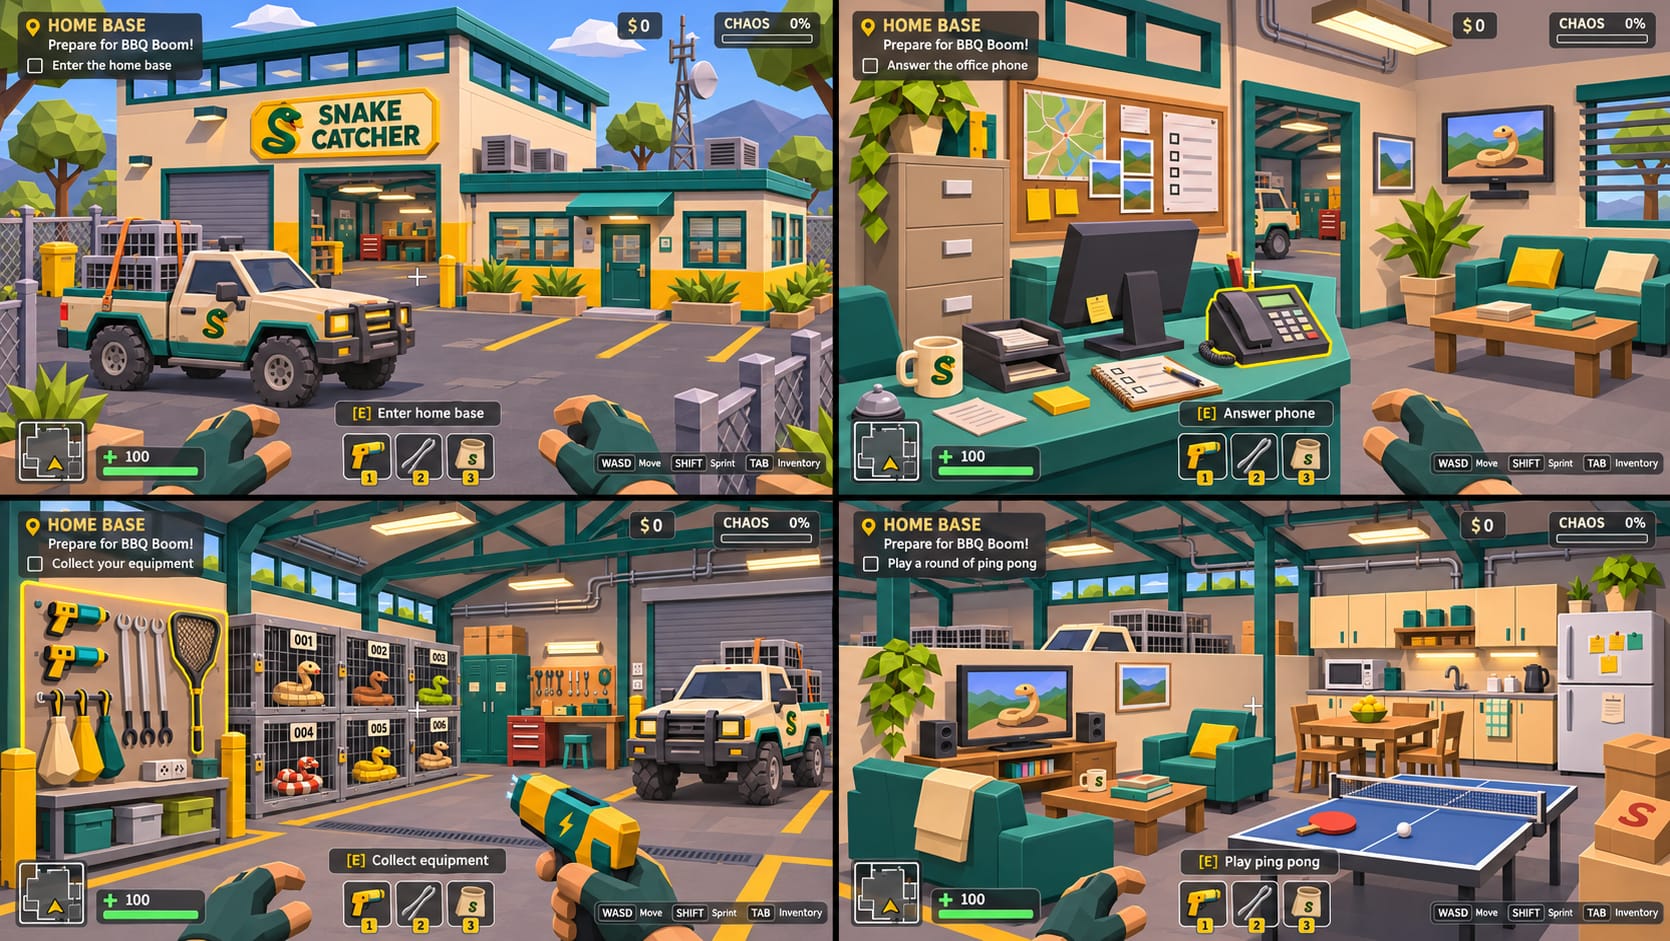 HOME BASE
Prepare for BBQ Boom!
Enter the home base
$ 0
CHAOS 0%
SNAKE
CATCHER
S
[E] Enter home base
100
1
2
S
3
WASD Move SHIFT Sprint TAB Inventory
HOME BASE
Prepare for BBQ Boom!
Answer the office phone
$ 0
CHAOS 0%
S
[E] Answer phone
100
1
2
S
3
WASD Move SHIFT Sprint TAB Inventory
HOME BASE
Prepare for BBQ Boom!
Collect your equipment
$ 0
CHAOS 0%
001
002
003
004
005
006
S
[E] Collect equipment
100
1
2
S
3
WASD Move SHIFT Sprint TAB Inventory
HOME BASE
Prepare for BBQ Boom!
Play a round of ping pong
$ 0
CHAOS 0%
S
S
[E] Play ping pong
100
1
2
S
3
WASD Move SHIFT Sprint TAB Inventory